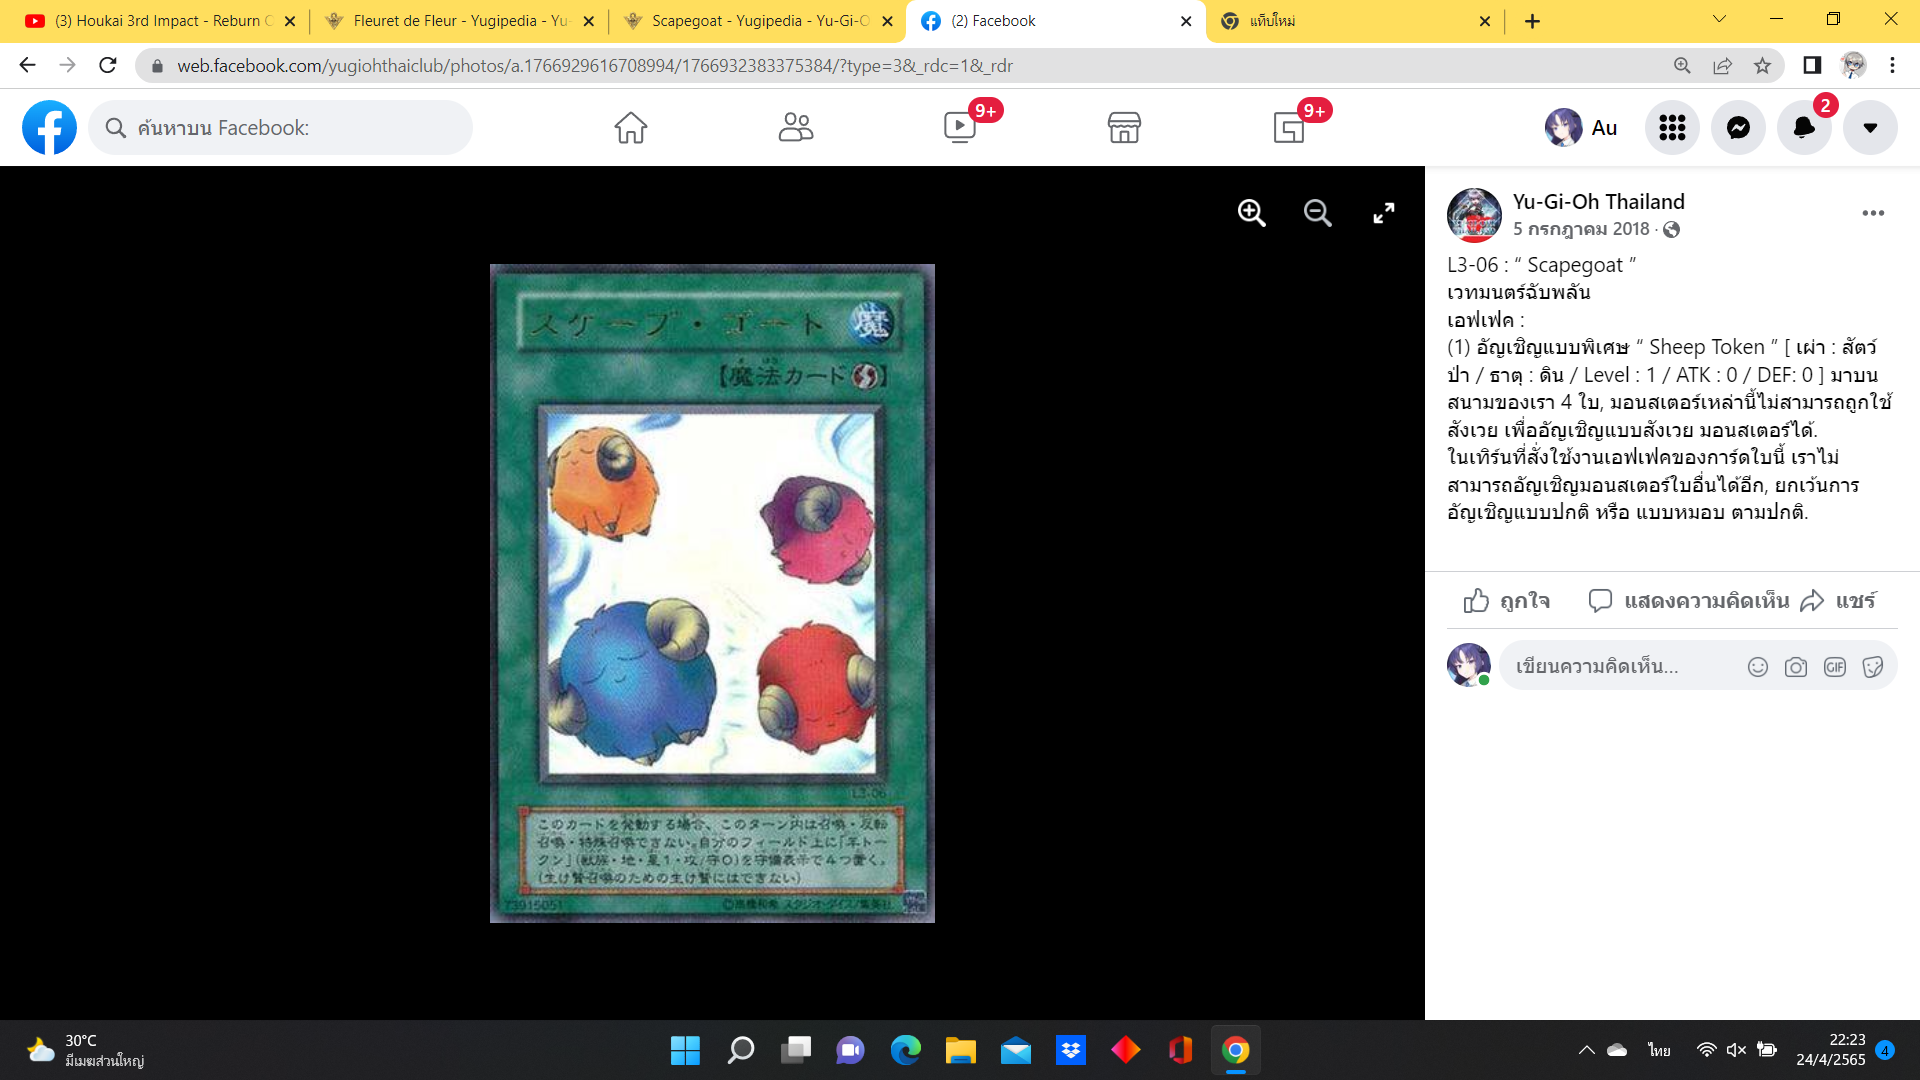 (3) Houkai 3rd Impact - Reburn C
Fleuret de Fleur - Yugipedia - Yu-
Scapegoat - Yugipedia - Yu-Gi-O
(2) Facebook
แท็บใหม่
web.facebook.com/yugiohthaiclub/photos/a.1766929616708994/1766932383375384/?type=3&_rdc=1&_rdr
ค้นหาบน Facebook:
9+
9+
Au
2
Yu-Gi-Oh Thailand
5 กรกฎาคม 2018 ·
L3-06 : “ Scapegoat ”
เวทมนตร์ฉับพลัน
เอฟเฟค :
(1) อัญเชิญแบบพิเศษ “ Sheep Token ” [ เผ่า : สัตว์
ป่า / ธาตุ : ดิน / Level : 1 / ATK : 0 / DEF: 0 ] มาบน
สนามของเรา 4 ใบ, มอนสเตอร์เหล่านี้ไม่สามารถถูกใช้
สังเวย เพื่ออัญเชิญแบบสังเวย มอนสเตอร์ได้.
ในเทิร์นที่สั่งใช้งานเอฟเฟคของการ์ดใบนี้ เราไม่
สามารถอัญเชิญมอนสเตอร์ใบอื่นได้อีก, ยกเว้นการ
อัญเชิญแบบปกติ หรือ แบบหมอบ ตามปกติ.
ถูกใจ
แสดงความคิดเห็น
แชร์
เขียนความคิดเห็น...
GIF
スケープ・ゴート
魔
【魔法カード】
L3-06
このカードを発動する場合、このターン内は召喚・反転
召喚・特殊召喚できない。自分のフィールド上に「羊トー
クン」(獣族・地・星1・攻/守0)を守備表示で4つ置く。
(生け贄召喚のための生け贄にはできない)
73915051
©高橋和希 スタジオ・ダイス/集英社
30°C
มีเมฆส่วนใหญ่
ไทย
22:23
24/4/2565
4